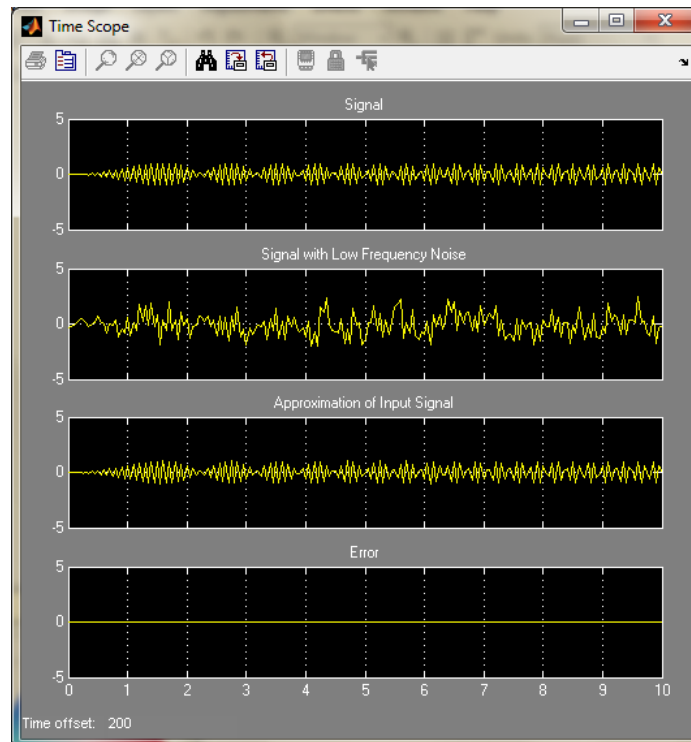 Time Scope
Signal
5
0
-5
Signal with Low Frequency Noise
5
0
-5
Approximation of Input Signal
5
0
-5
Error
5
0
-5
0 1 2 3 4 5 6 7 8 9 10
Time offset: 200